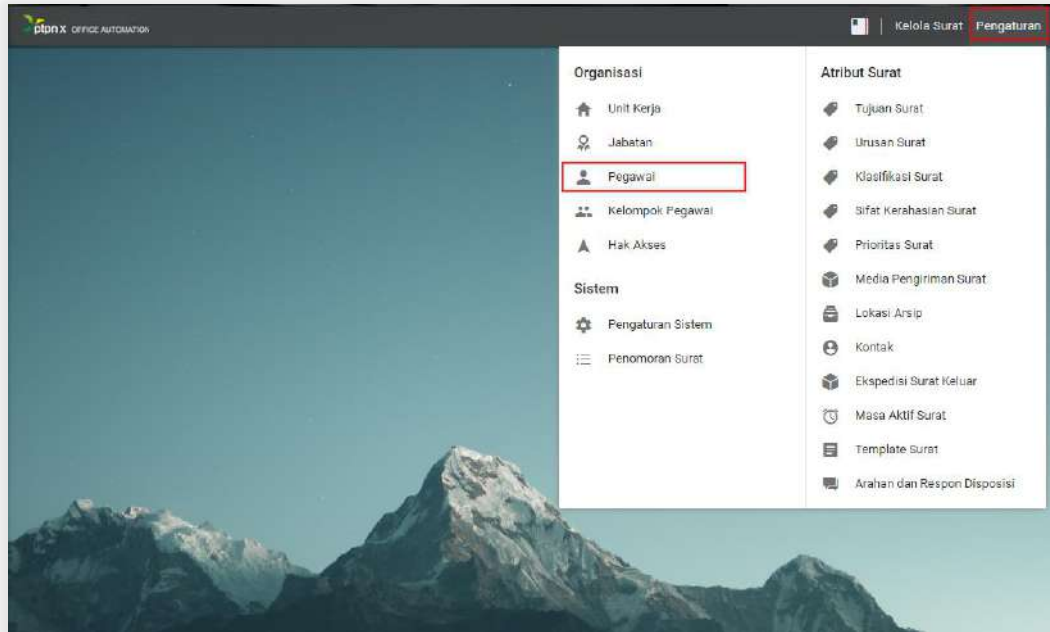 ptpn x OFFICE AUTOMATION
Kelola Surat
Pengaturan
Organisasi
Unit Kerja
Jabatan
Pegawai
Kelompok Pegawai
Hak Akses
Sistem
Pengaturan Sistem
Penomoran Surat
Atribut Surat
Tujuan Surat
Urusan Surat
Klasifikasi Surat
Sifat Kerahasian Surat
Prioritas Surat
Media Pengiriman Surat
Lokasi Arsip
Kontak
Ekspedisi Surat Keluar
Masa Aktif Surat
Template Surat
Arahan dan Respon Disposisi